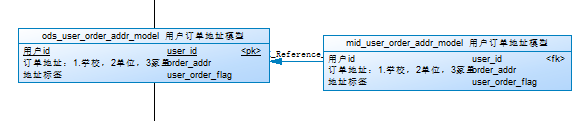 ods_user_order_addr_model 用户订单地址模型
用户id user_id <pk>
订单地址：1.学校，2单位，3家里 order_addr
地址标签 user_order_flag
_Reference_
mid_user_order_addr_model 用户订单地址模型
用户id user_id <fk>
订单地址：1.学校，2单位，3家里 order_addr
地址标签 user_order_flag